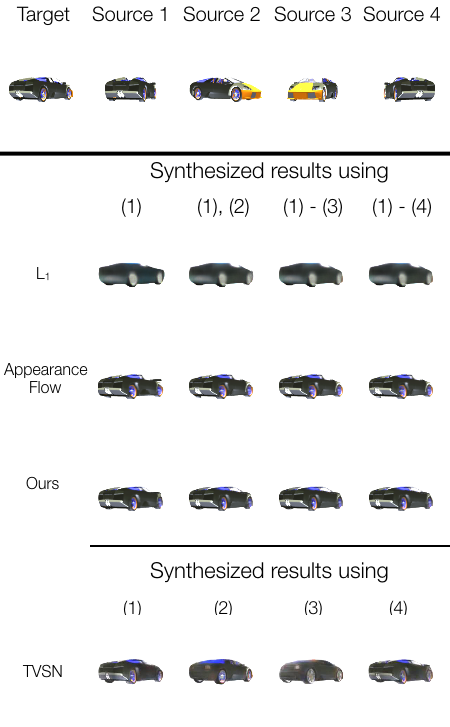 Target Source 1 Source 2 Source 3 Source 4
Synthesized results using
(1) (1), (2) (1) - (3) (1) - (4)
L₁
Appearance
Flow
Ours
Synthesized results using
(1) (2) (3) (4)
TVSN